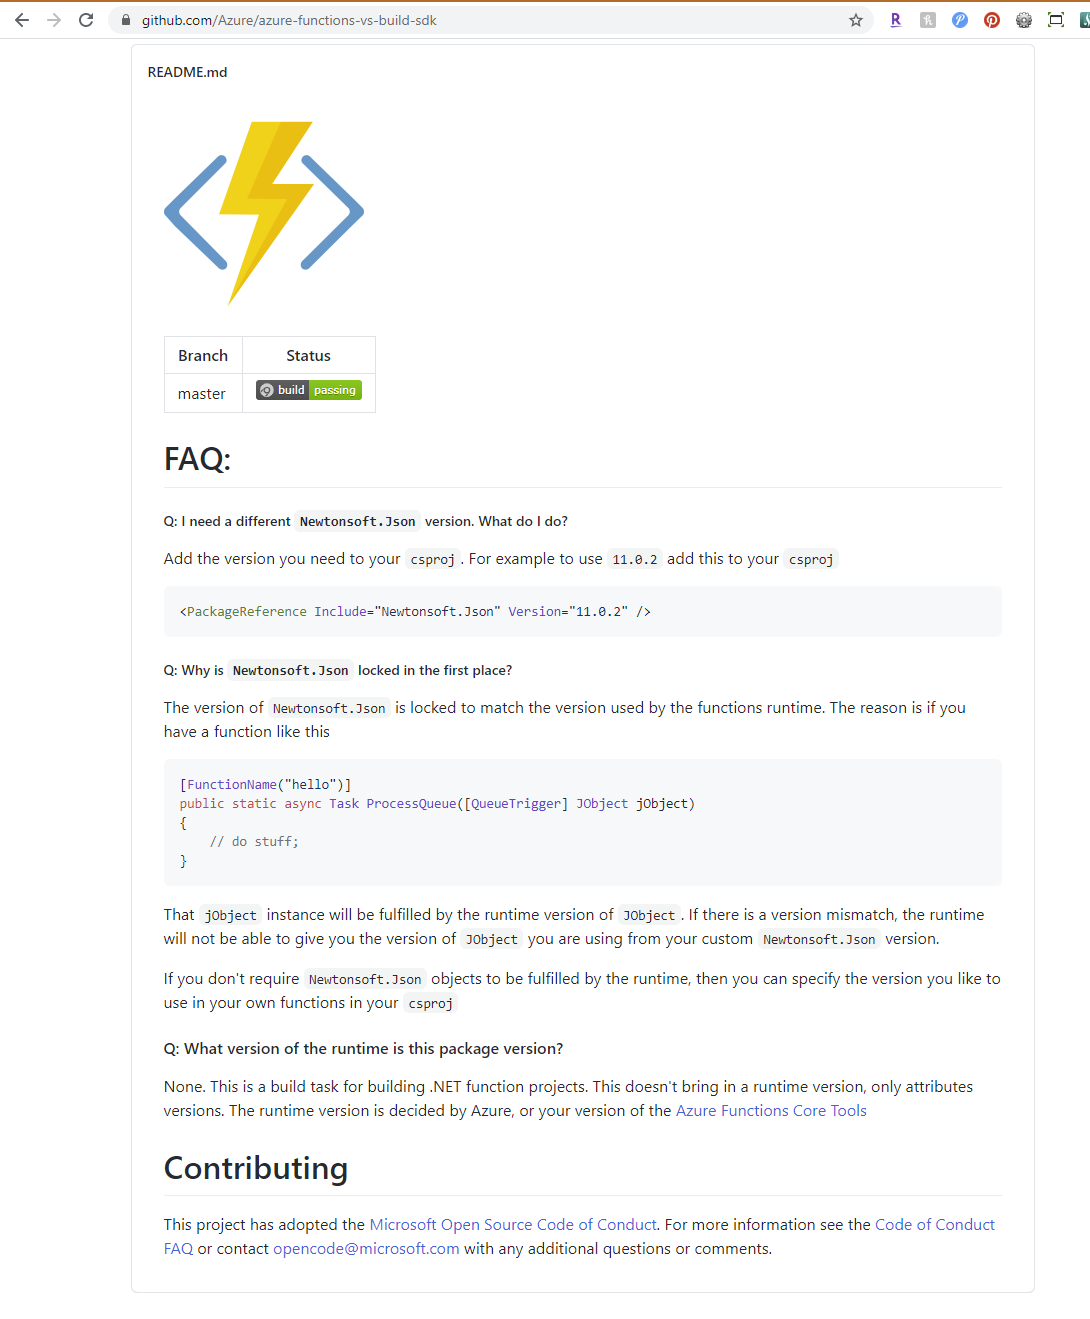 github.com/Azure/azure-functions-vs-build-sdk
README.md
Branch Status
master build passing
FAQ:
Q: I need a different Newtonsoft.Json version. What do I do?
Add the version you need to your csproj. For example to use 11.0.2 add this to your csproj
<PackageReference Include="Newtonsoft.Json" Version="11.0.2" />
Q: Why is Newtonsoft.Json locked in the first place?
The version of Newtonsoft.Json is locked to match the version used by the functions runtime. The reason is if you
have a function like this
[FunctionName("hello")]
public static async Task ProcessQueue([QueueTrigger] JObject jObject)
{
// do stuff;
}
That jObject instance will be fulfilled by the runtime version of JObject. If there is a version mismatch, the runtime
will not be able to give you the version of JObject you are using from your custom Newtonsoft.Json version.
If you don't require Newtonsoft.Json objects to be fulfilled by the runtime, then you can specify the version you like to
use in your own functions in your csproj
Q: What version of the runtime is this package version?
None. This is a build task for building .NET function projects. This doesn't bring in a runtime version, only attributes
versions. The runtime version is decided by Azure, or your version of the Azure Functions Core Tools
Contributing
This project has adopted the Microsoft Open Source Code of Conduct. For more information see the Code of Conduct
FAQ or contact opencode@microsoft.com with any additional questions or comments.